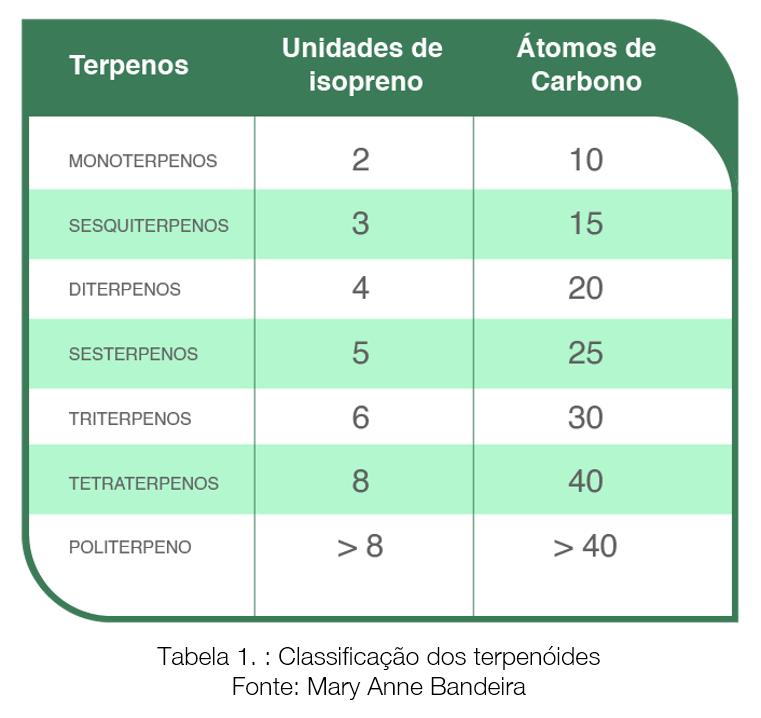 Terpenos Unidades de isopreno Átomos de Carbono
MONOTERPENOS 2 10
SESQUITERPENOS 3 15
DITERPENOS 4 20
SESTERPENOS 5 25
TRITERPENOS 6 30
TETRATERPENOS 8 40
POLITERPENO > 8 > 40
Tabela 1. : Classificação dos terpenóides
Fonte: Mary Anne Bandeira